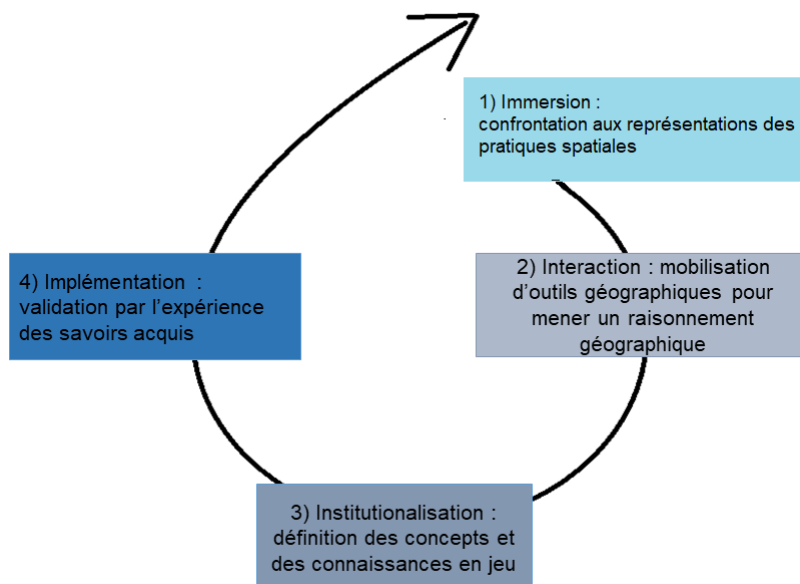 1) Immersion :
confrontation aux représentations des
pratiques spatiales
2) Interaction : mobilisation
d’outils géographiques pour
mener un raisonnement
géographique
3) Institutionalisation :
définition des concepts et
des connaissances en jeu
4) Implémentation :
validation par l’expérience
des savoirs acquis